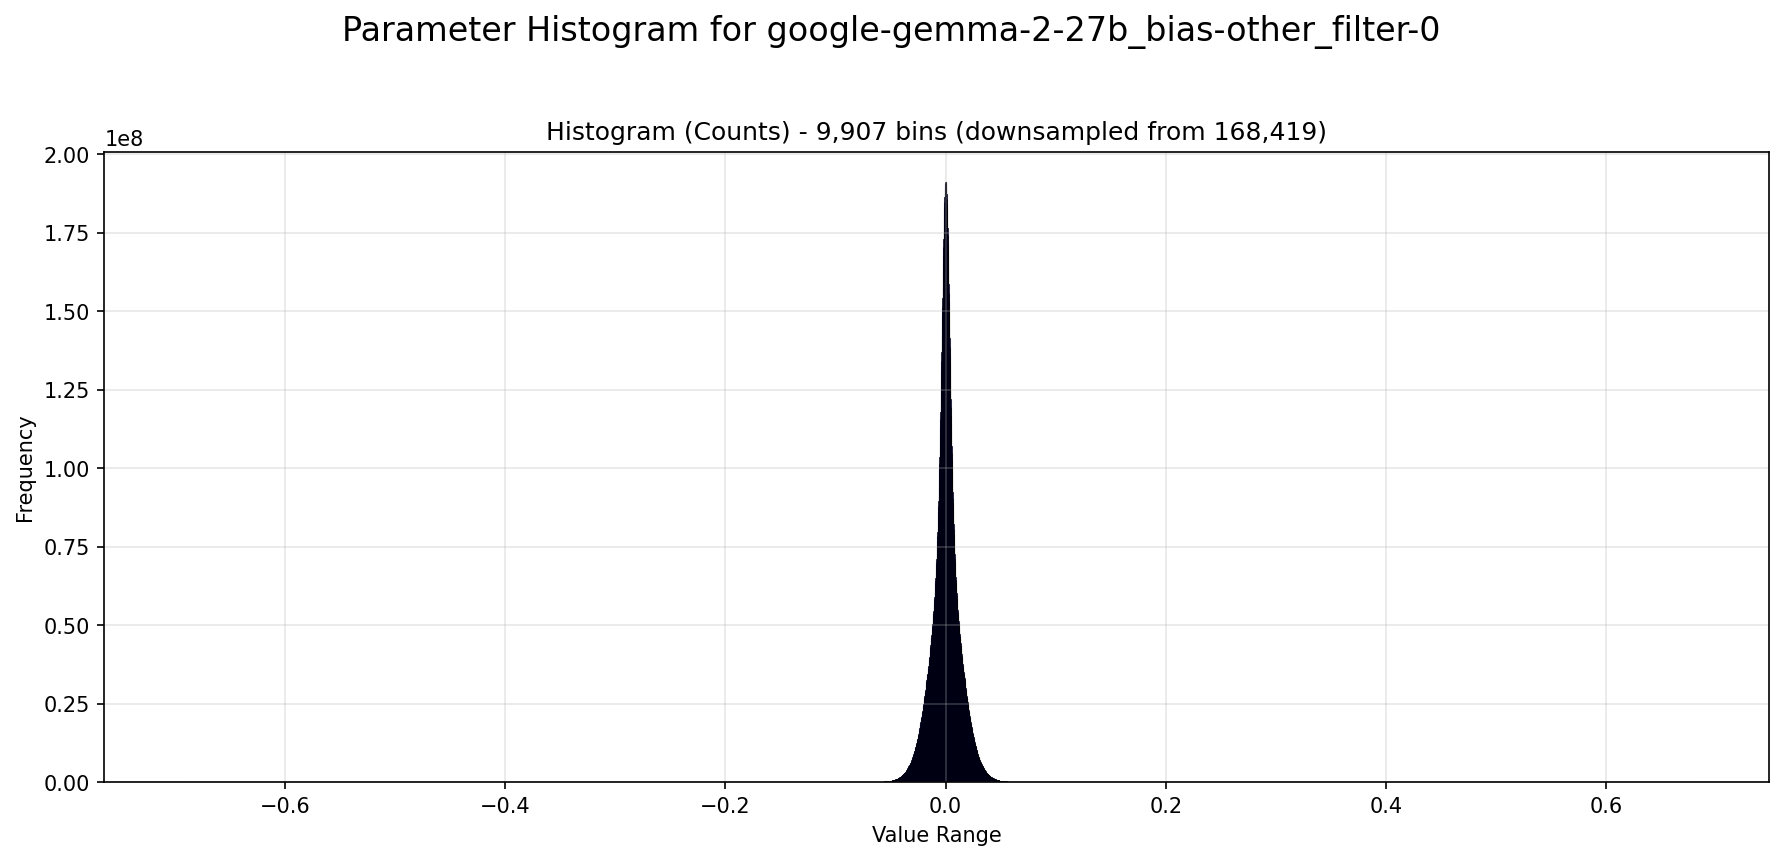 Parameter Histogram for google-gemma-2-27b_bias-other_filter-0
Histogram (Counts) - 9,907 bins (downsampled from 168,419)
1e8
2.00
1.75
1.50
1.25
1.00
0.75
0.50
0.25
0.00
Frequency
−0.6 −0.4 −0.2 0.0 0.2 0.4 0.6
Value Range